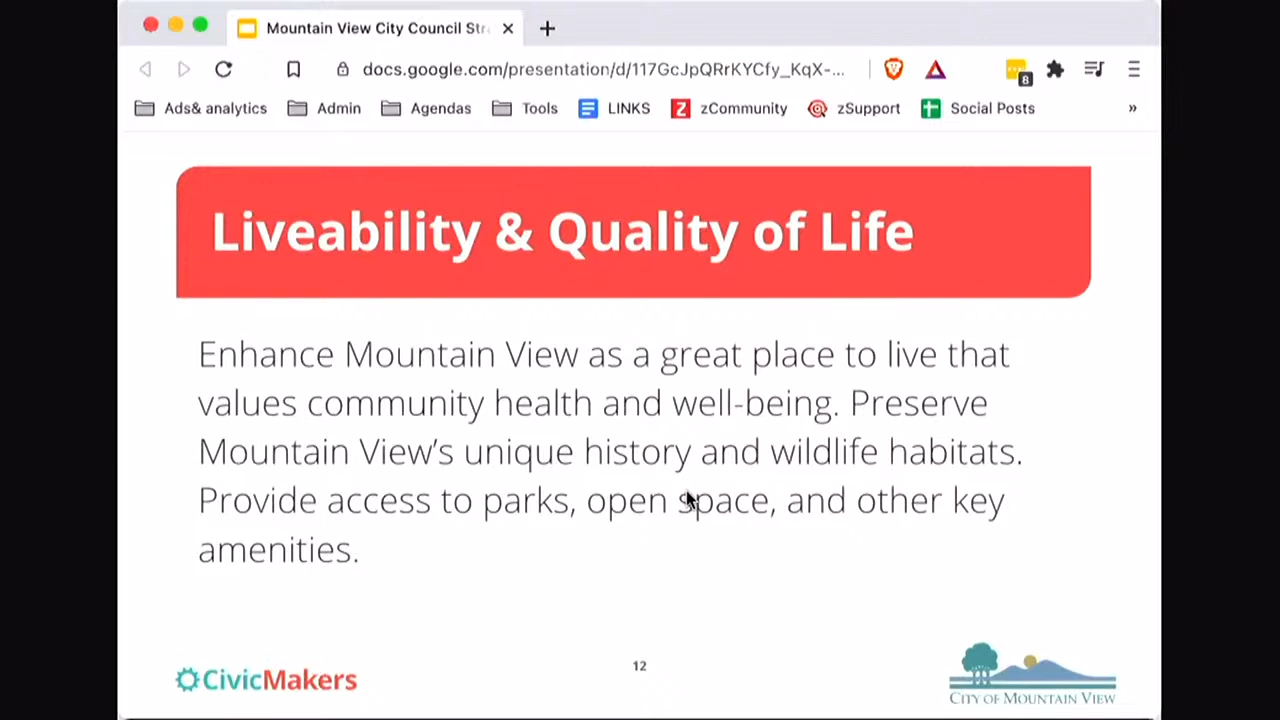 Mountain View City Council Str
docs.google.com/presentation/d/117GcJpQRrKYCfy_KqX-...
8
Ads& analytics Admin Agendas Tools LINKS zCommunity zSupport Social Posts »
Liveability & Quality of Life
Enhance Mountain View as a great place to live that
values community health and well-being. Preserve
Mountain View’s unique history and wildlife habitats.
Provide access to parks, open space, and other key
amenities.
CivicMakers
12
CITY OF MOUNTAIN VIEW